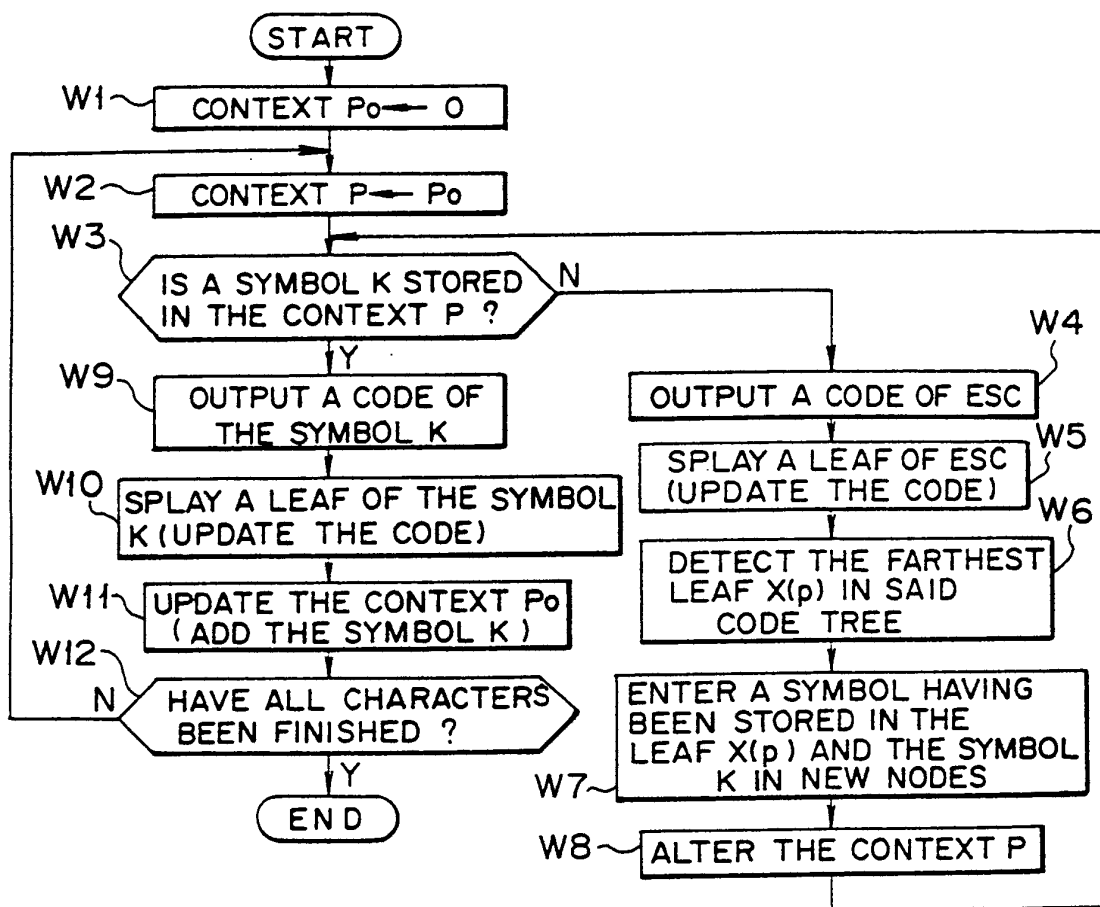 START
W1
CONTEXT Po ← 0
W2
CONTEXT P ← Po
W3
IS A SYMBOL K STORED
IN THE CONTEXT P ?
N
Y
W9
OUTPUT A CODE OF
THE SYMBOL K
W10
SPLAY A LEAF OF THE SYMBOL
K (UPDATE THE CODE)
W11
UPDATE THE CONTEXT Po
(ADD THE SYMBOL K)
W12
N
HAVE ALL CHARACTERS
BEEN FINISHED ?
Y
END
W4
OUTPUT A CODE OF ESC
W5
SPLAY A LEAF OF ESC
(UPDATE THE CODE)
W6
DETECT THE FARTHEST
LEAF X(p) IN SAID
CODE TREE
ENTER A SYMBOL HAVING
BEEN STORED IN THE
LEAF X(p) AND THE SYMBOL
K IN NEW NODES
W7
W8
ALTER THE CONTEXT P